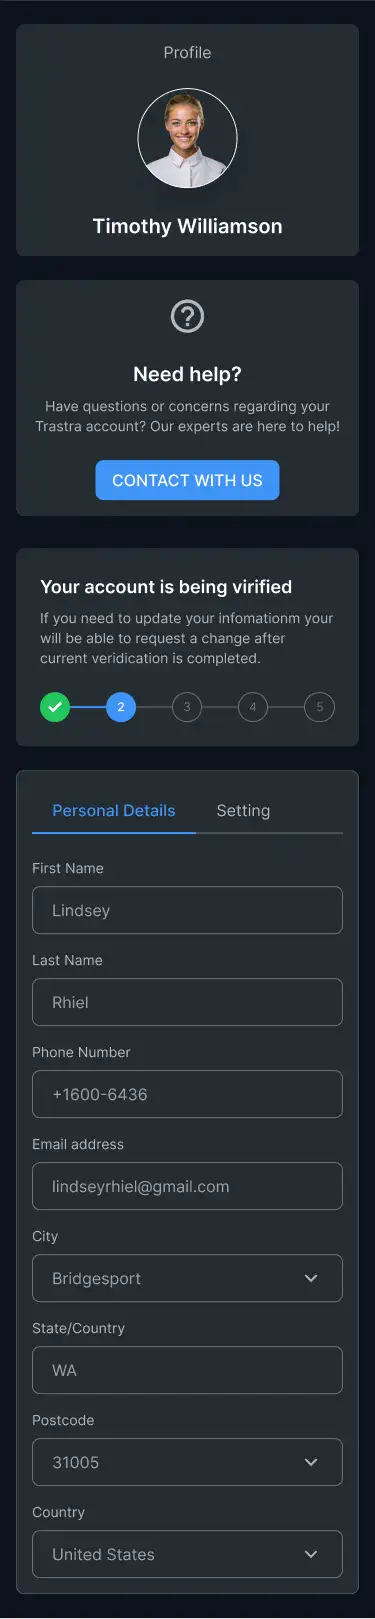 Profile
Timothy Williamson
Need help?
Have questions or concerns regarding your
Trastra account? Our experts are here to help!
CONTACT WITH US
Your account is being virified
If you need to update your infomationm your
will be able to request a change after
current veridication is completed.
2 3 4 5
Personal Details Setting
First Name
Lindsey
Last Name
Rhiel
Phone Number
+1600-6436
Email address
lindseyrhiel@gmail.com
City
Bridgesport
State/Country
WA
Postcode
31005
Country
United States